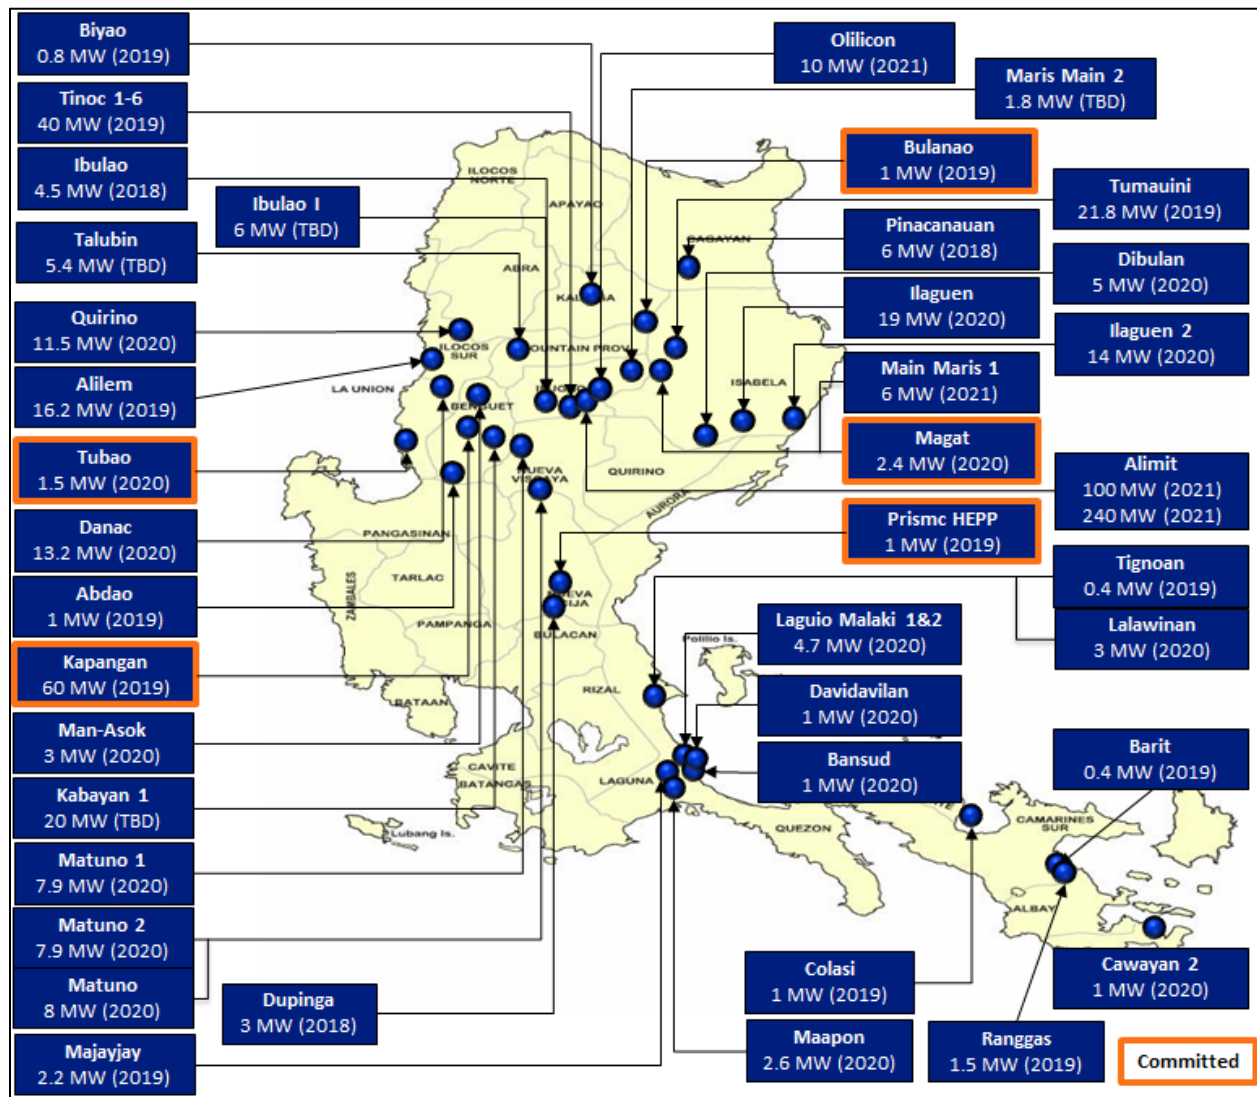 Biyao
0.8 MW (2019)
Tinoc 1-6
40 MW (2019)
Ibulao
4.5 MW (2018)
Ibulao I
6 MW (TBD)
Talubin
5.4 MW (TBD)
Quirino
11.5 MW (2020)
Alilem
16.2 MW (2019)
Tubao
1.5 MW (2020)
Danac
13.2 MW (2020)
Abdao
1 MW (2019)
Kapangan
60 MW (2019)
Man-Asok
3 MW (2020)
Kabayan 1
20 MW (TBD)
Matuno 1
7.9 MW (2020)
Matuno 2
7.9 MW (2020)
Matuno
8 MW (2020)
Majayjay
2.2 MW (2019)
Dupinga
3 MW (2018)
Olilicon
10 MW (2021)
Maris Main 2
1.8 MW (TBD)
Bulanao
1 MW (2019)
Tumauini
21.8 MW (2019)
Pinacanauan
6 MW (2018)
Dibulan
5 MW (2020)
Ilaguen
19 MW (2020)
Ilaguen 2
14 MW (2020)
Main Maris 1
6 MW (2021)
Magat
2.4 MW (2020)
Alimit
100 MW (2021)
240 MW (2021)
Prismc HEPP
1 MW (2019)
Tignoan
0.4 MW (2019)
Lalawinan
3 MW (2020)
Laguio Malaki 1&2
4.7 MW (2020)
Davidavilan
1 MW (2020)
Bansud
1 MW (2020)
Barit
0.4 MW (2019)
Colasi
1 MW (2019)
Maapon
2.6 MW (2020)
Ranggas
1.5 MW (2019)
Cawayan 2
1 MW (2020)
Committed
ILOCOS
NORTE
APAYAO
ABRA
ILOCOS
SUR
LA UNION
BENGUET
ISABELA
QUIRINO
NUEVA
AURORA
PANGASINAN
TARLAC
ZAMBALES
PAMPANGA
BULACAN
RIZAL
BATAAN
CAVITE
BATANGAS
LAGUNA
Lubang Is.
Polilio Is.
QUEZON
CAMARINES
SUR
ALBAY